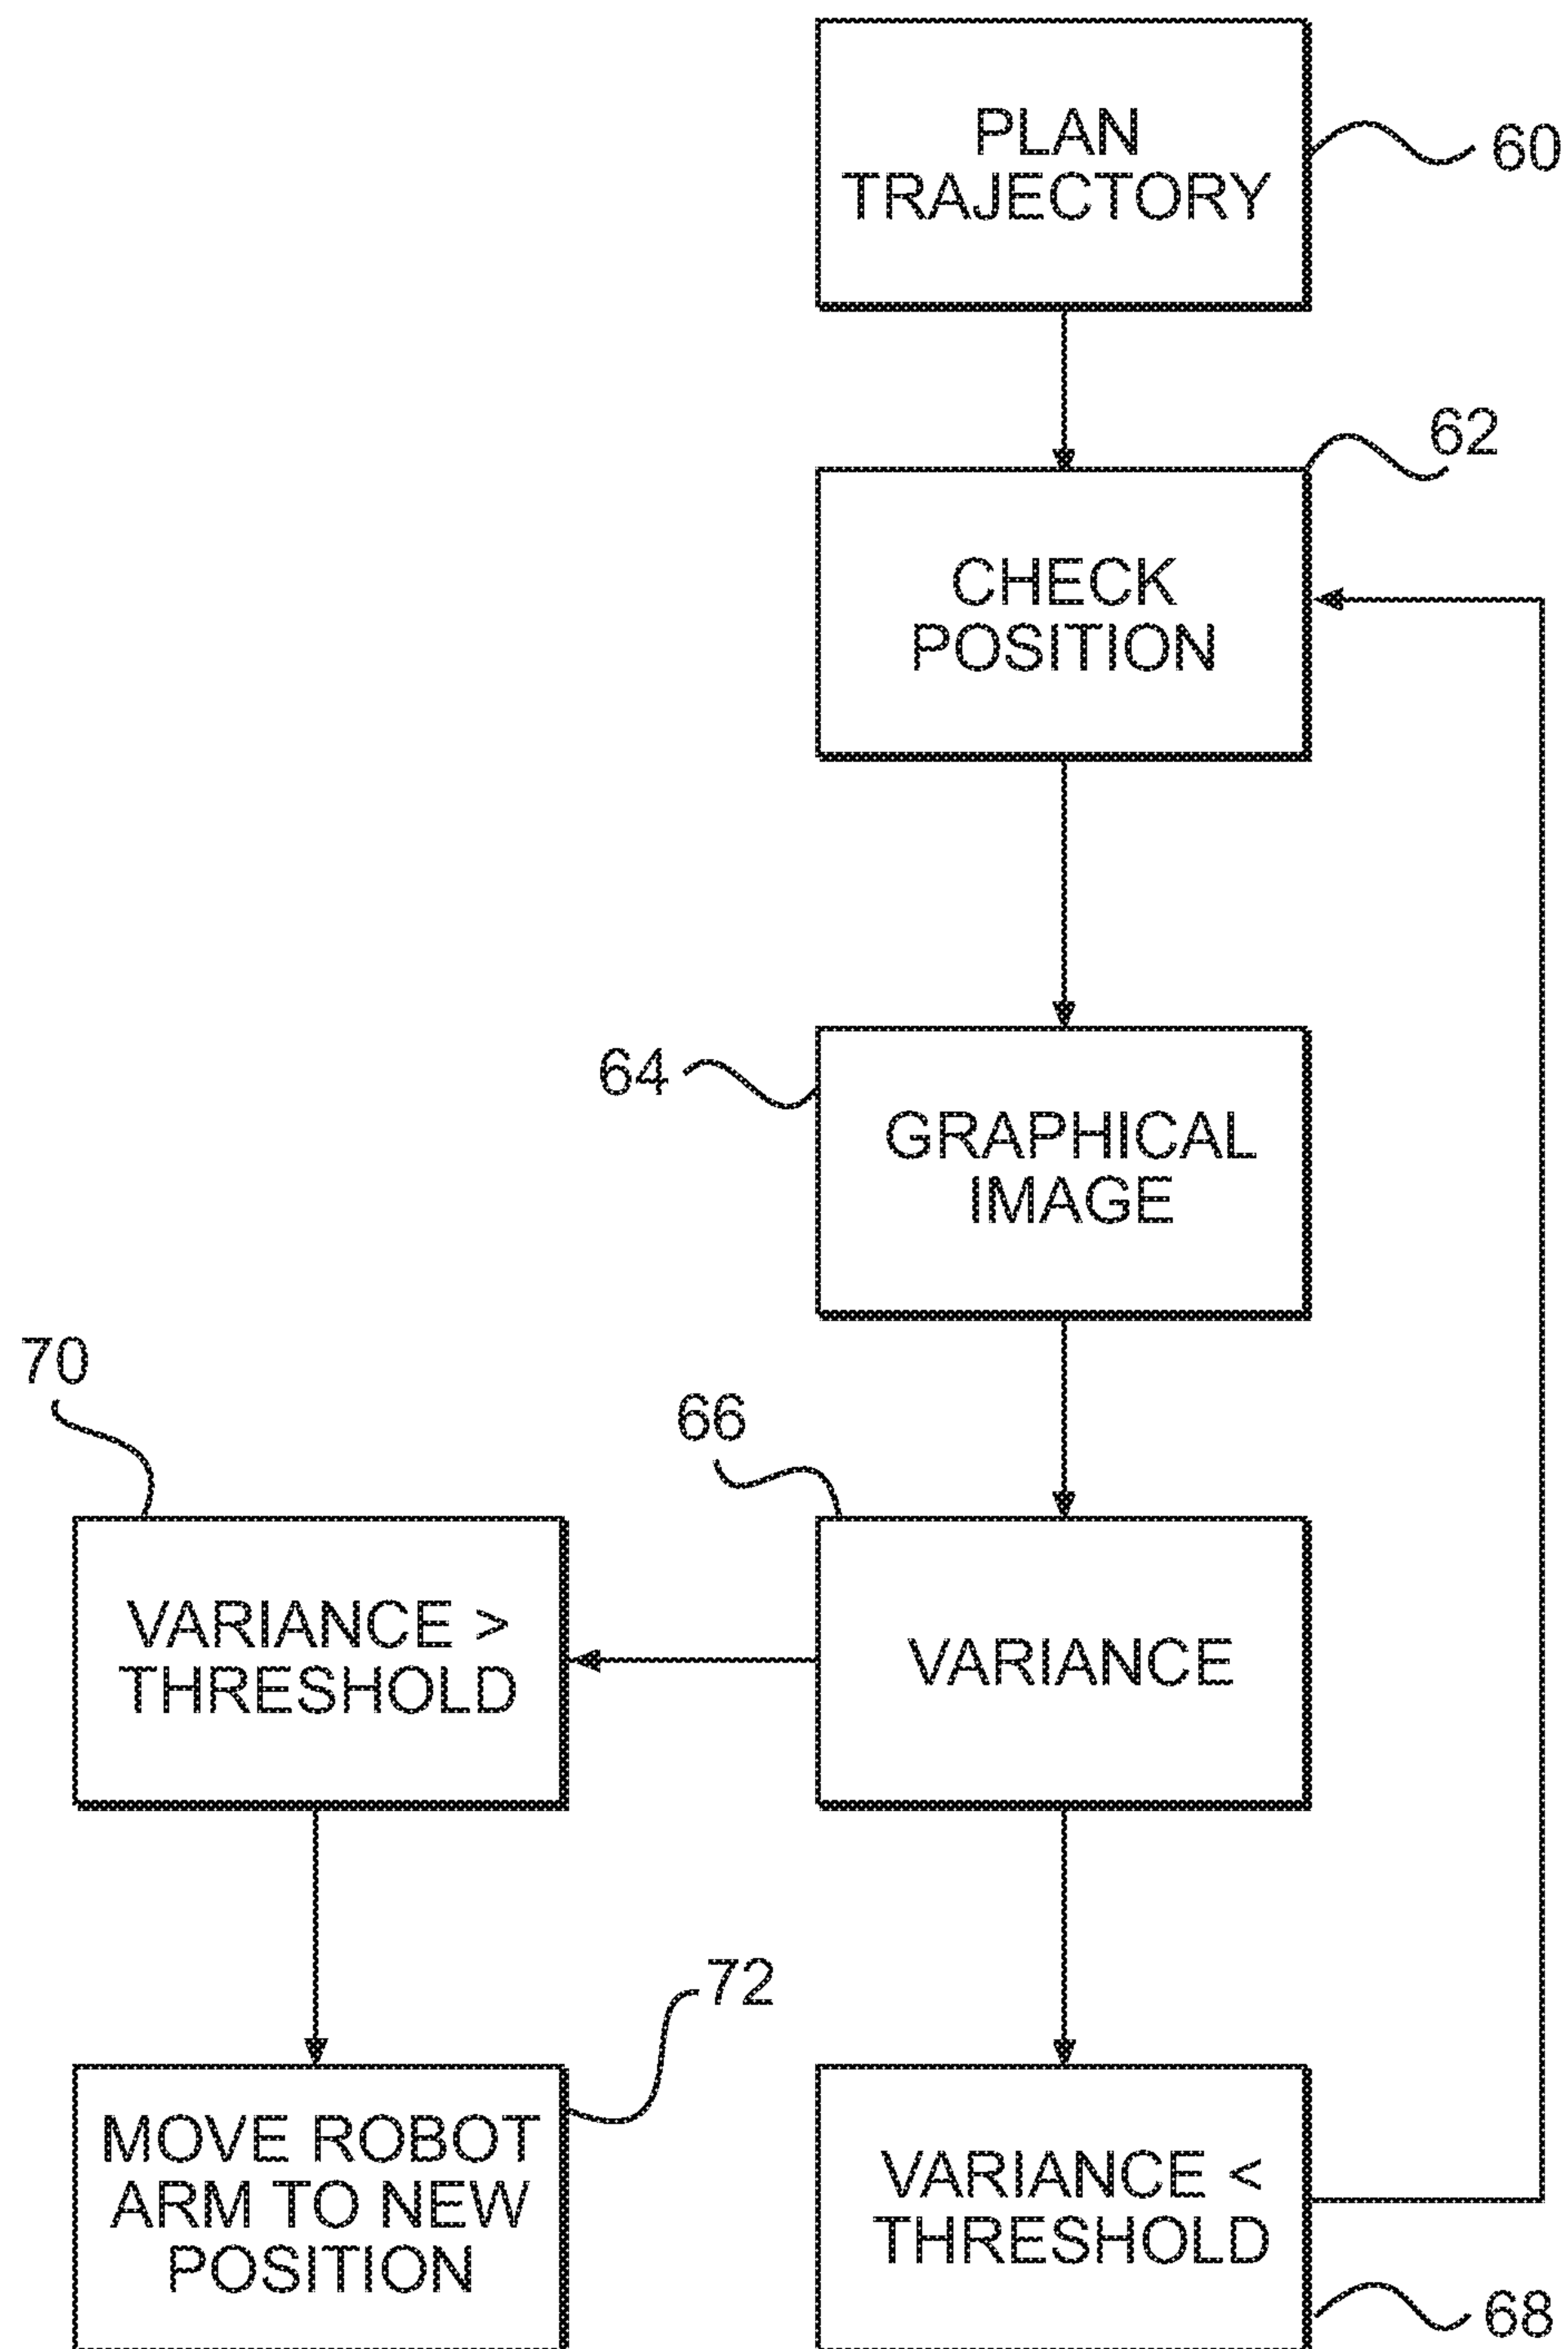 PLAN
TRAJECTORY
60
62
CHECK
POSITION
64
GRAPHICAL
IMAGE
70
66
VARIANCE >
THRESHOLD
VARIANCE
72
MOVE ROBOT
ARM TO NEW
POSITION
VARIANCE <
THRESHOLD
68